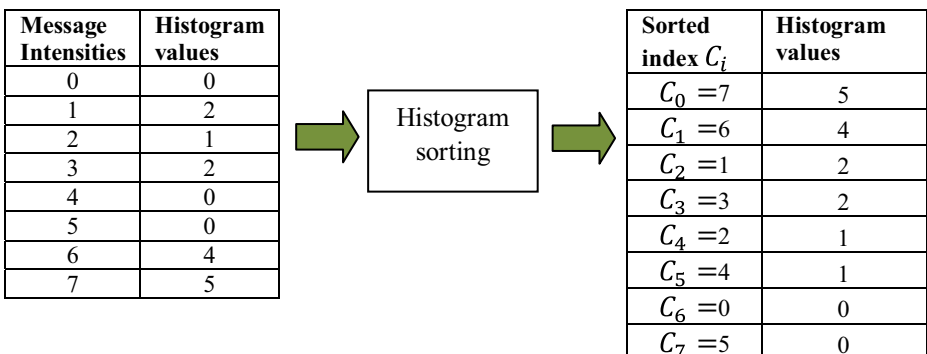 Message Intensities Histogram values
0 0
1 2
2 1
3 2
4 0
5 0
6 4
7 5
Histogram
sorting
Sorted index C_i Histogram values
C_0 =7 5
C_1 =6 4
C_2 =1 2
C_3 =3 2
C_4 =2 1
C_5 =4 1
C_6 =0 0
C_7 =5 0